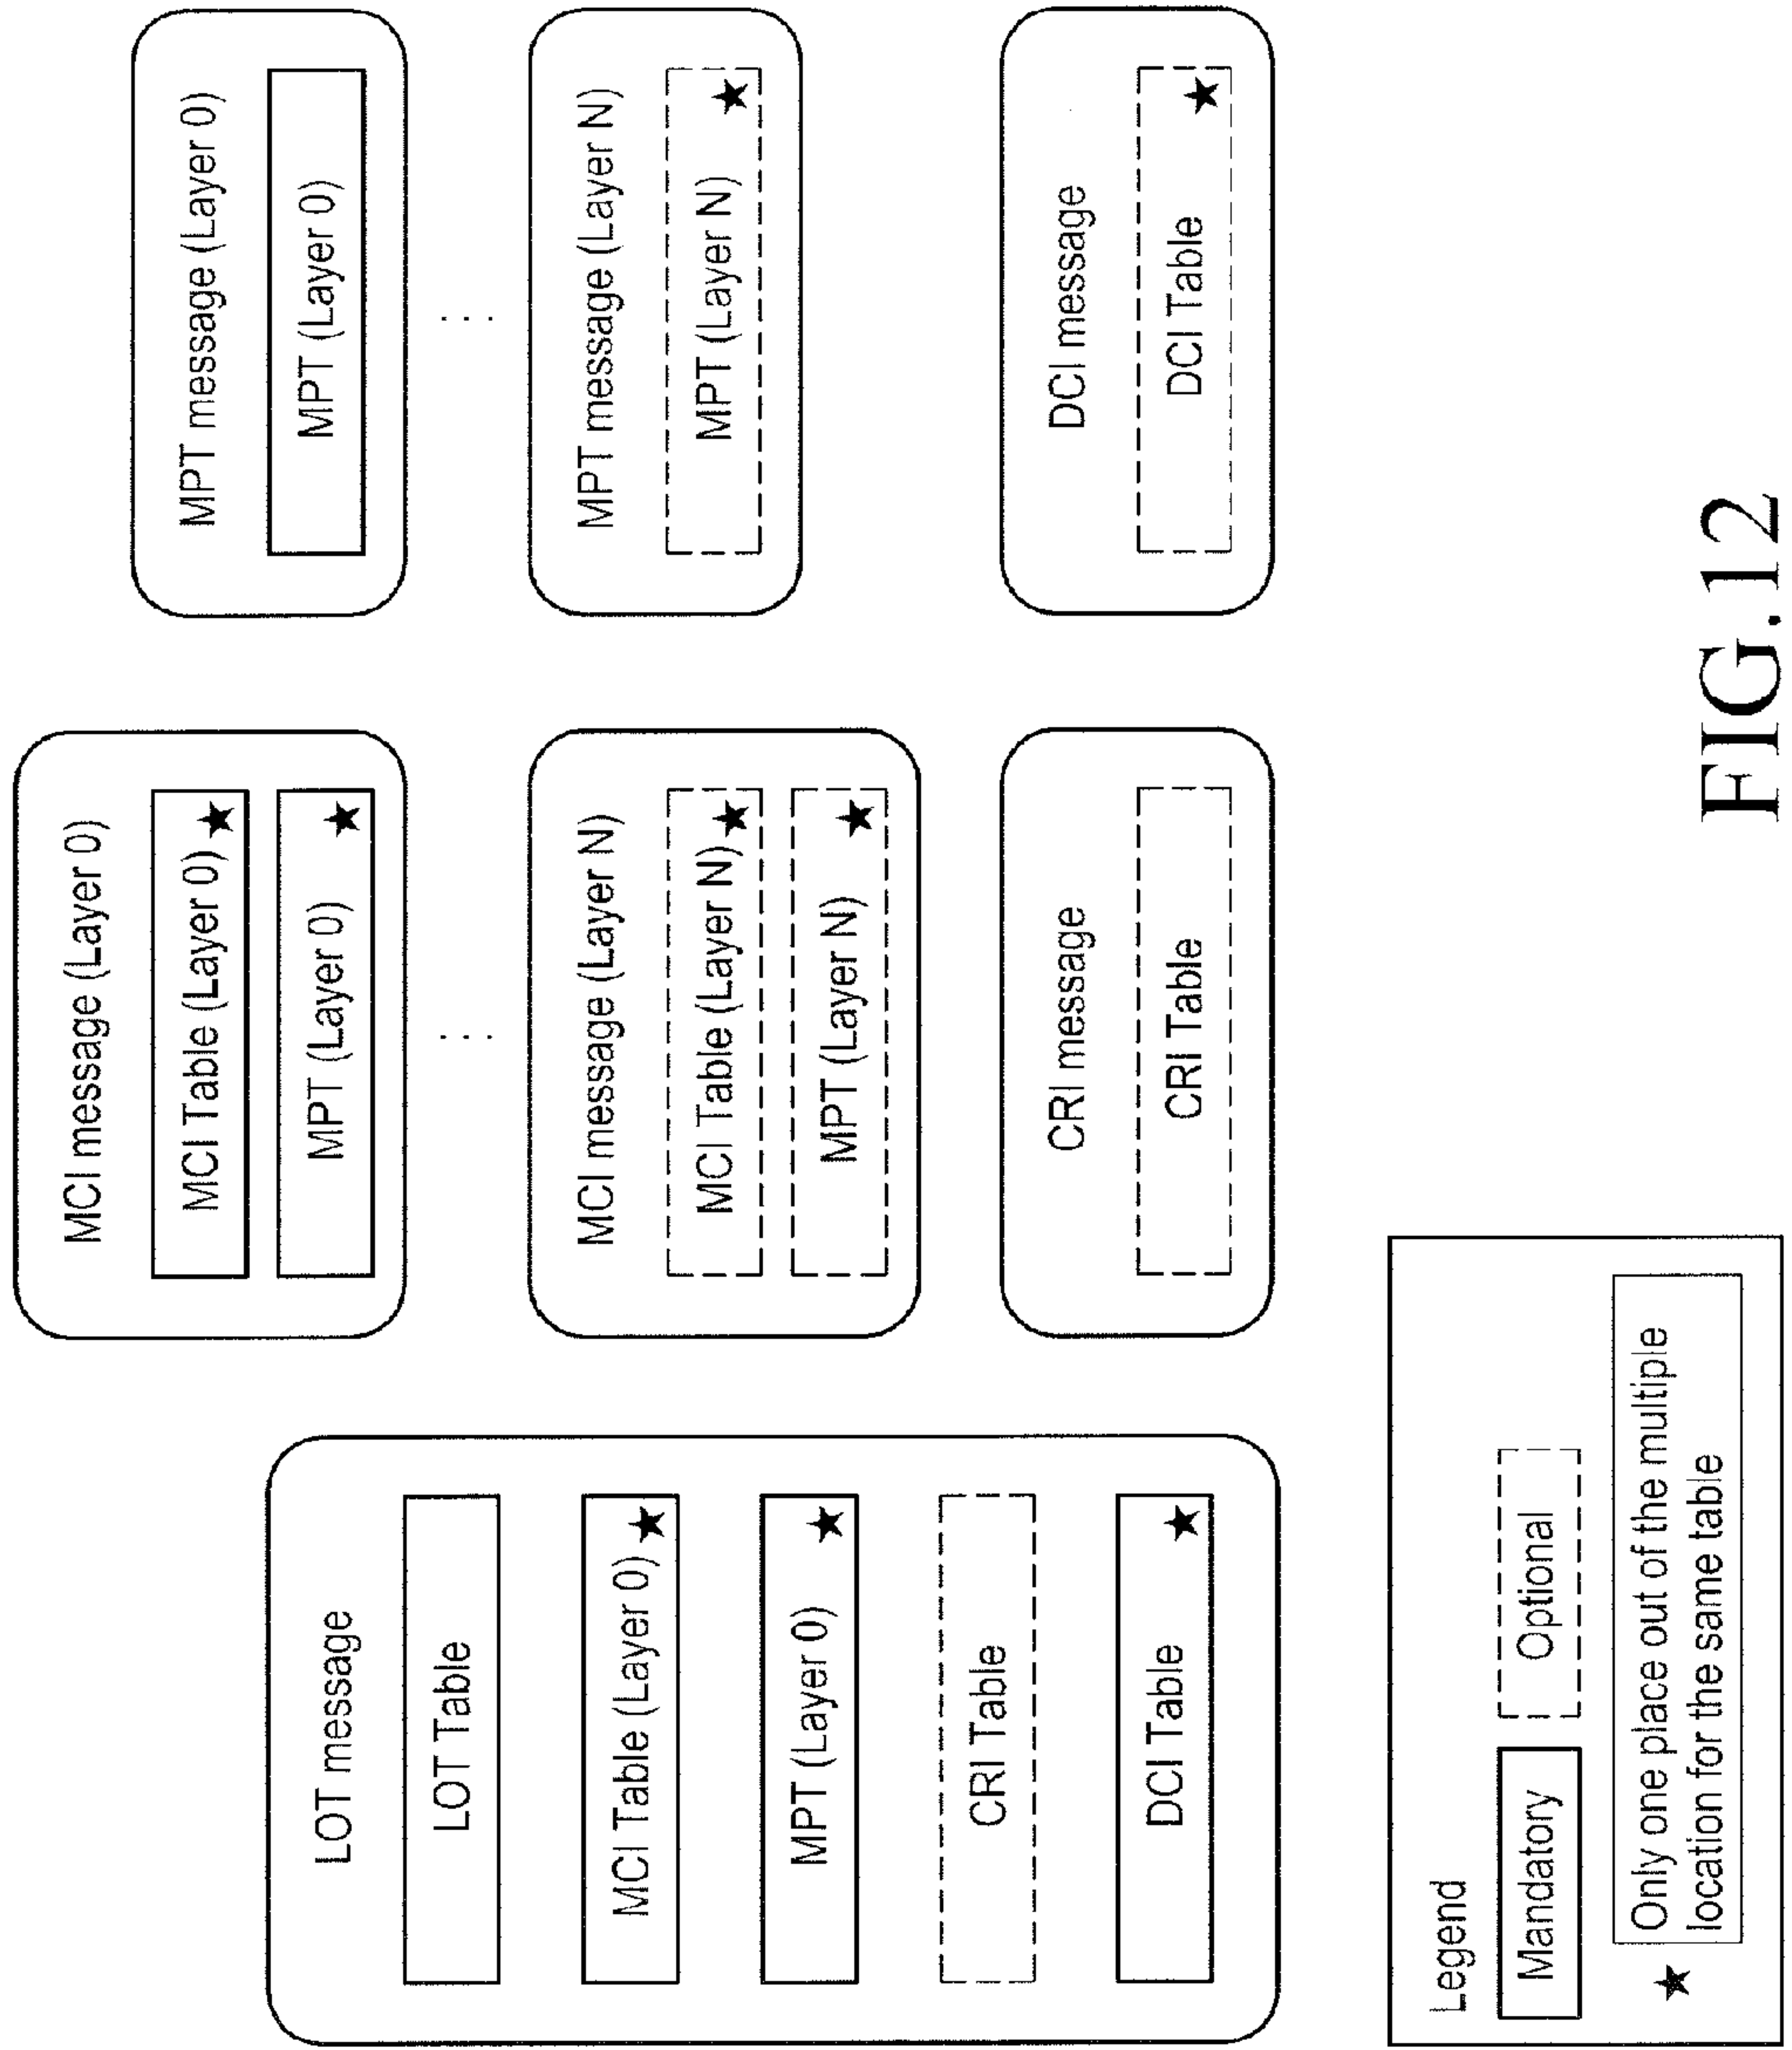 LOT message
LOT Table
MCI Table (Layer 0) ★
MPT (Layer 0) ★
CRI Table
DCI Table ★
MCI message (Layer 0)
MCI Table (Layer 0) ★
MPT (Layer 0) ★
...
MCI message (Layer N)
MCI Table (Layer N) ★
MPT (Layer N) ★
CRI message
CRI Table
MPT message (Layer 0)
MPT (Layer 0)
...
MPT message (Layer N)
MPT (Layer N) ★
DCI message
DCI Table ★
Legend
Mandatory
Optional
★ Only one place out of the multiple
location for the same table
FIG.12